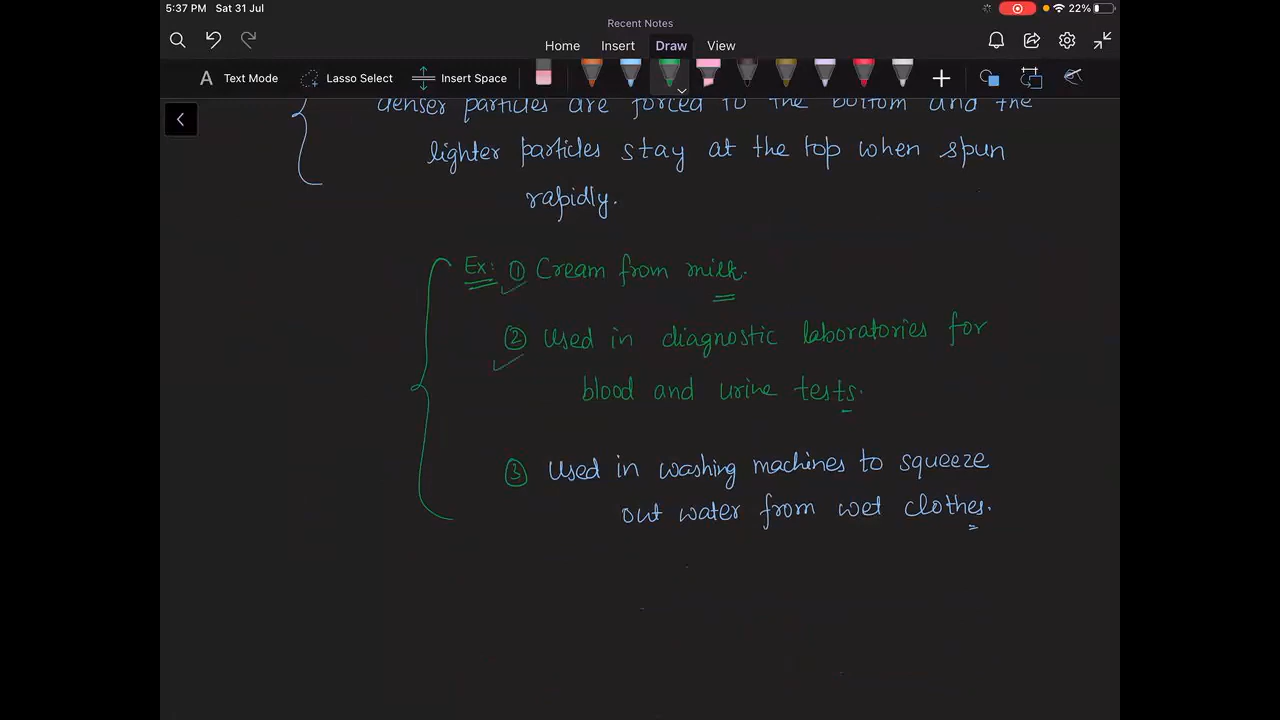 5:37 PM Sat 31 Jul
22%
Recent Notes
Home Insert Draw View
A Text Mode Lasso Select Insert Space
denser particles are forced to the bottom and the
lighter particles stay at the top when spun
rapidly.
Ex: ① Cream from milk.
② Used in diagnostic laboratories for
blood and urine tests.
③ Used in washing machines to squeeze
out water from wet clothes.